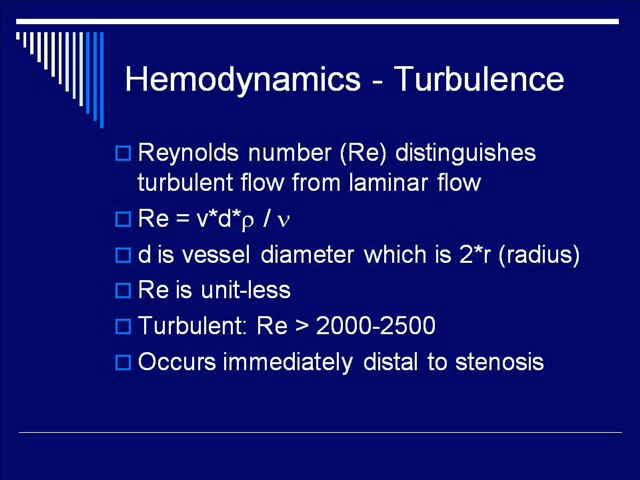 Hemodynamics - Turbulence
Reynolds number (Re) distinguishes
turbulent flow from laminar flow
Re = v*d*ρ / ν
d is vessel diameter which is 2*r (radius)
Re is unit-less
Turbulent: Re > 2000-2500
Occurs immediately distal to stenosis